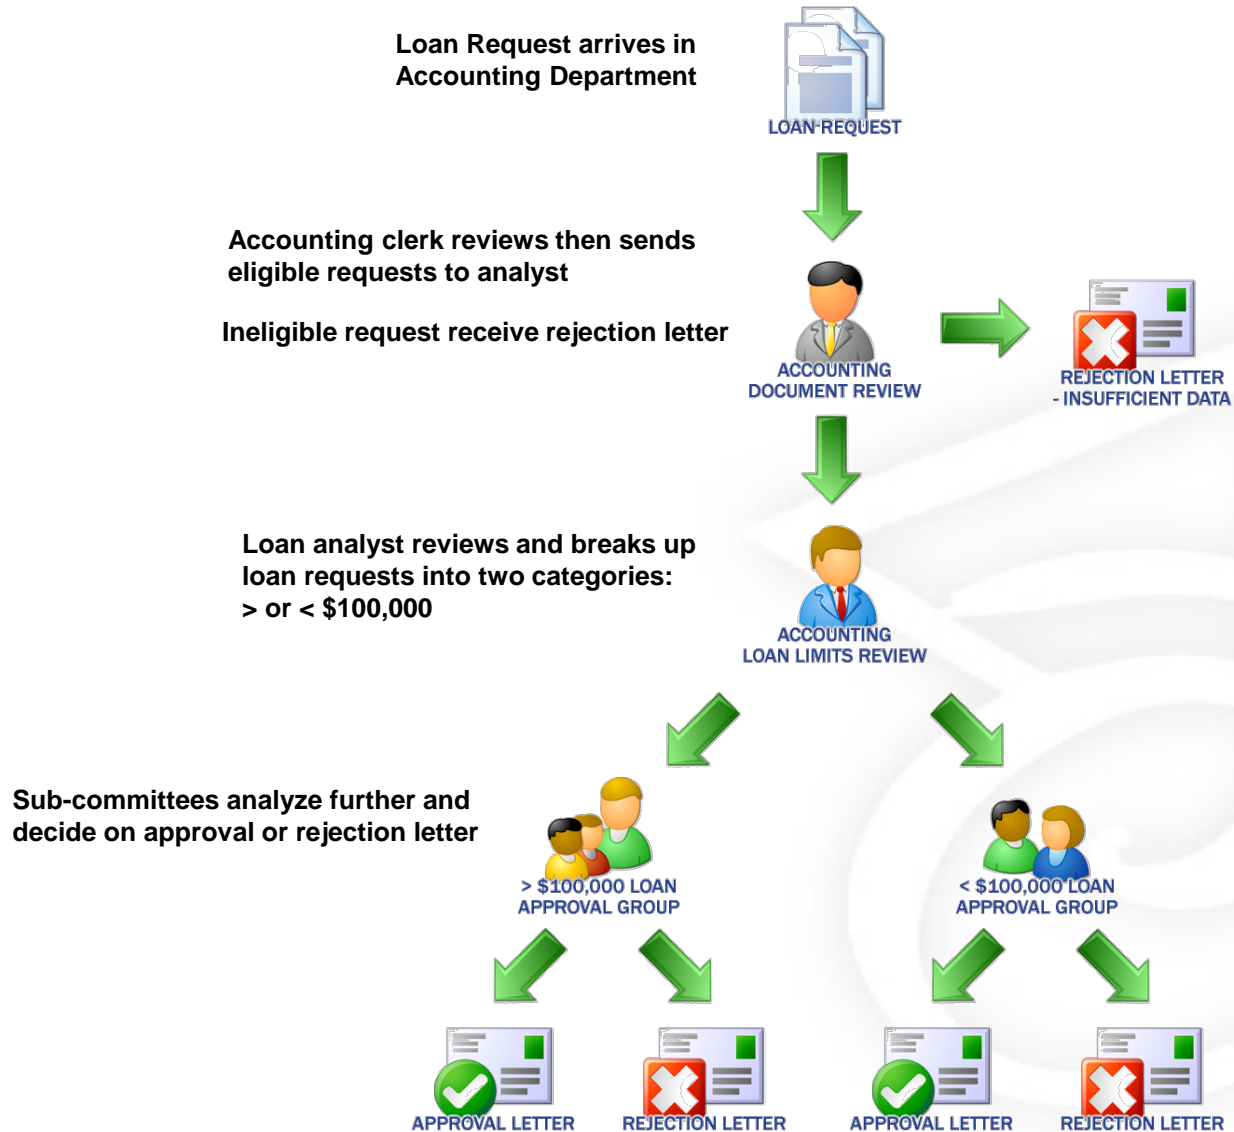 Loan Request arrives in
Accounting Department
LOAN REQUEST
Accounting clerk reviews then sends
eligible requests to analyst
Ineligible request receive rejection letter
ACCOUNTING
DOCUMENT REVIEW
REJECTION LETTER
- INSUFFICIENT DATA
Loan analyst reviews and breaks up
loan requests into two categories:
> or < $100,000
ACCOUNTING
LOAN LIMITS REVIEW
Sub-committees analyze further and
decide on approval or rejection letter
> $100,000 LOAN
APPROVAL GROUP
< $100,000 LOAN
APPROVAL GROUP
APPROVAL LETTER
REJECTION LETTER
APPROVAL LETTER
REJECTION LETTER